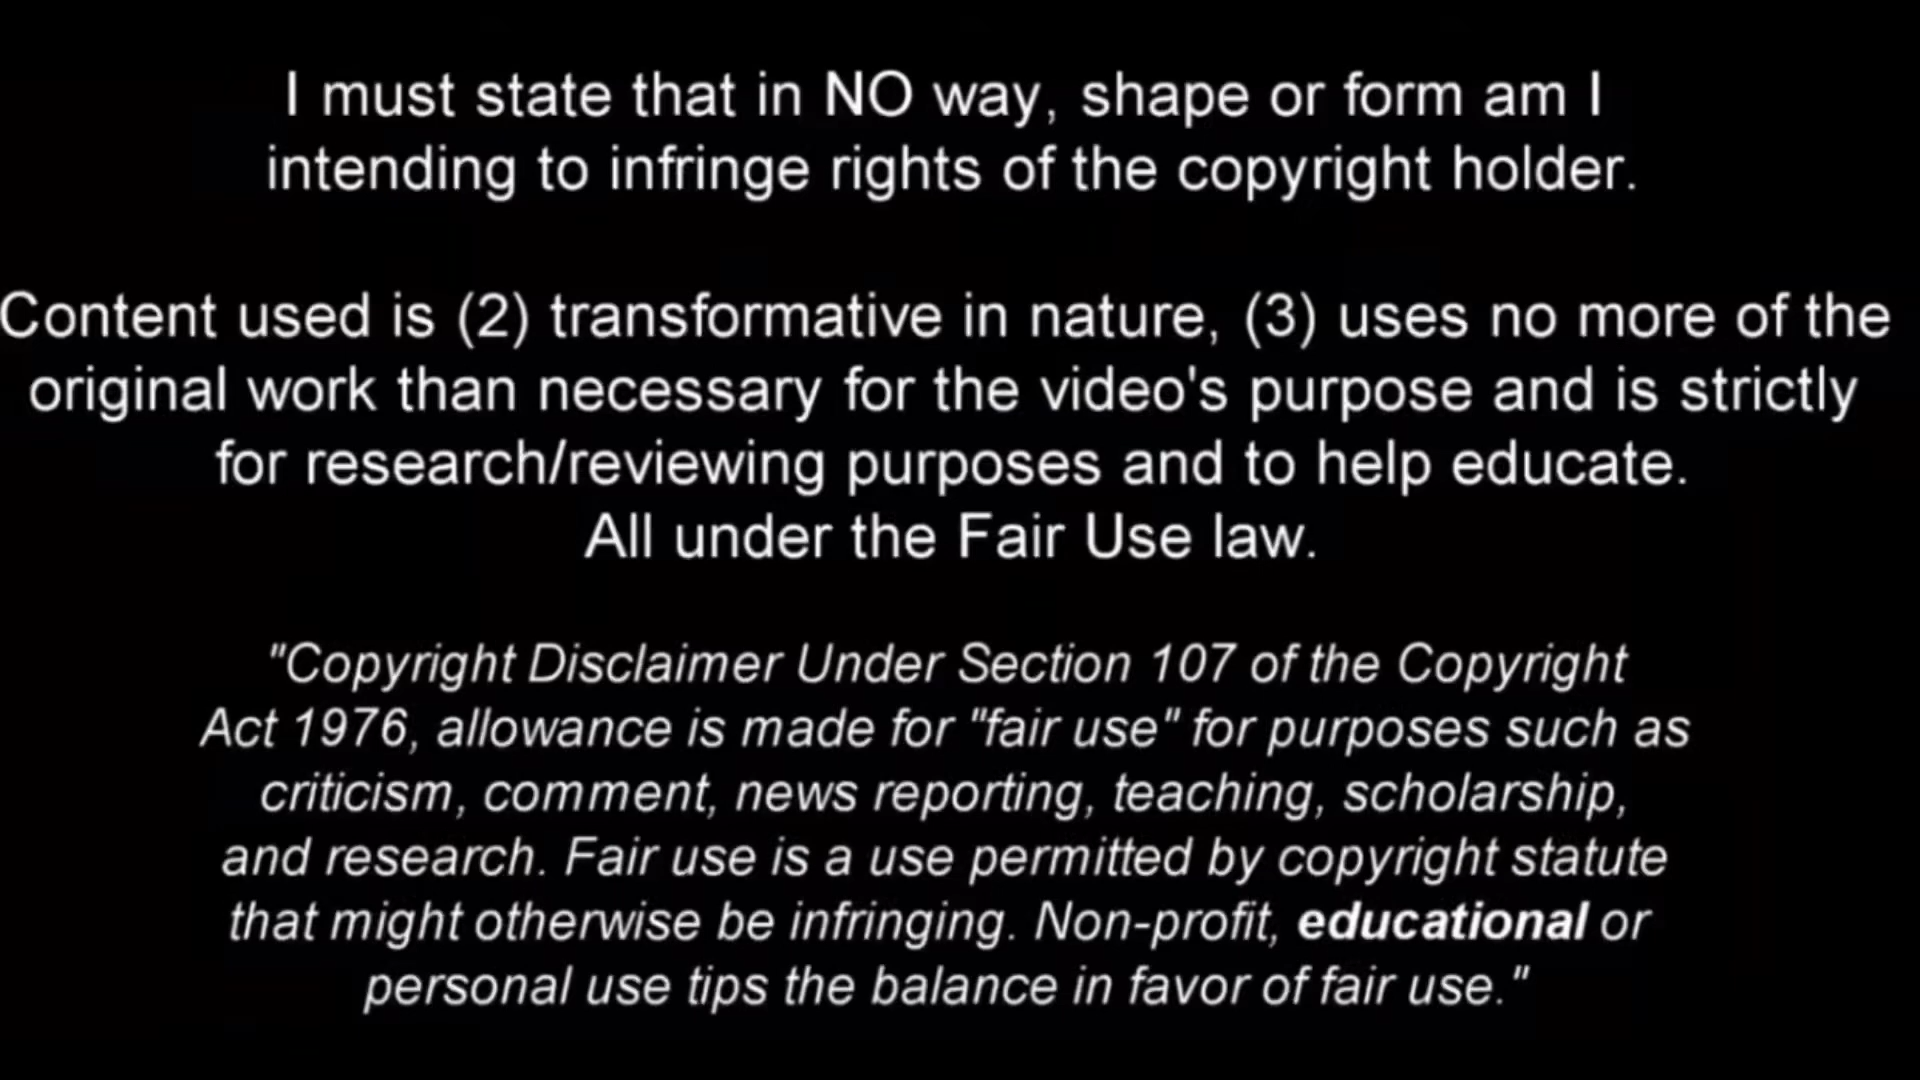 I must state that in NO way, shape or form am I
intending to infringe rights of the copyright holder.
Content used is (2) transformative in nature, (3) uses no more of the
original work than necessary for the video's purpose and is strictly
for research/reviewing purposes and to help educate.
All under the Fair Use law.
"Copyright Disclaimer Under Section 107 of the Copyright
Act 1976, allowance is made for "fair use" for purposes such as
criticism, comment, news reporting, teaching, scholarship,
and research. Fair use is a use permitted by copyright statute
that might otherwise be infringing. Non-profit, educational or
personal use tips the balance in favor of fair use."